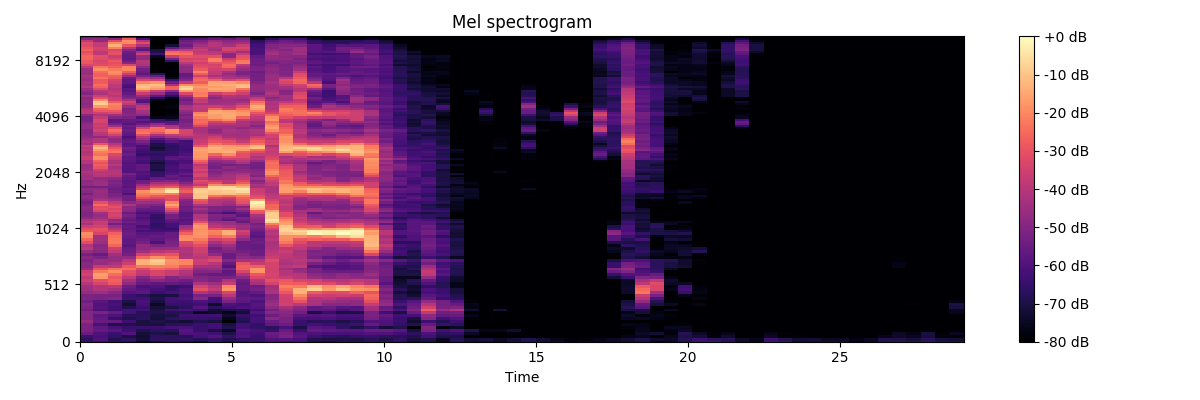 Mel spectrogram
Hz
8192
4096
2048
1024
512
0
0 5 10 15 20 25
Time
+0 dB
-10 dB
-20 dB
-30 dB
-40 dB
-50 dB
-60 dB
-70 dB
-80 dB